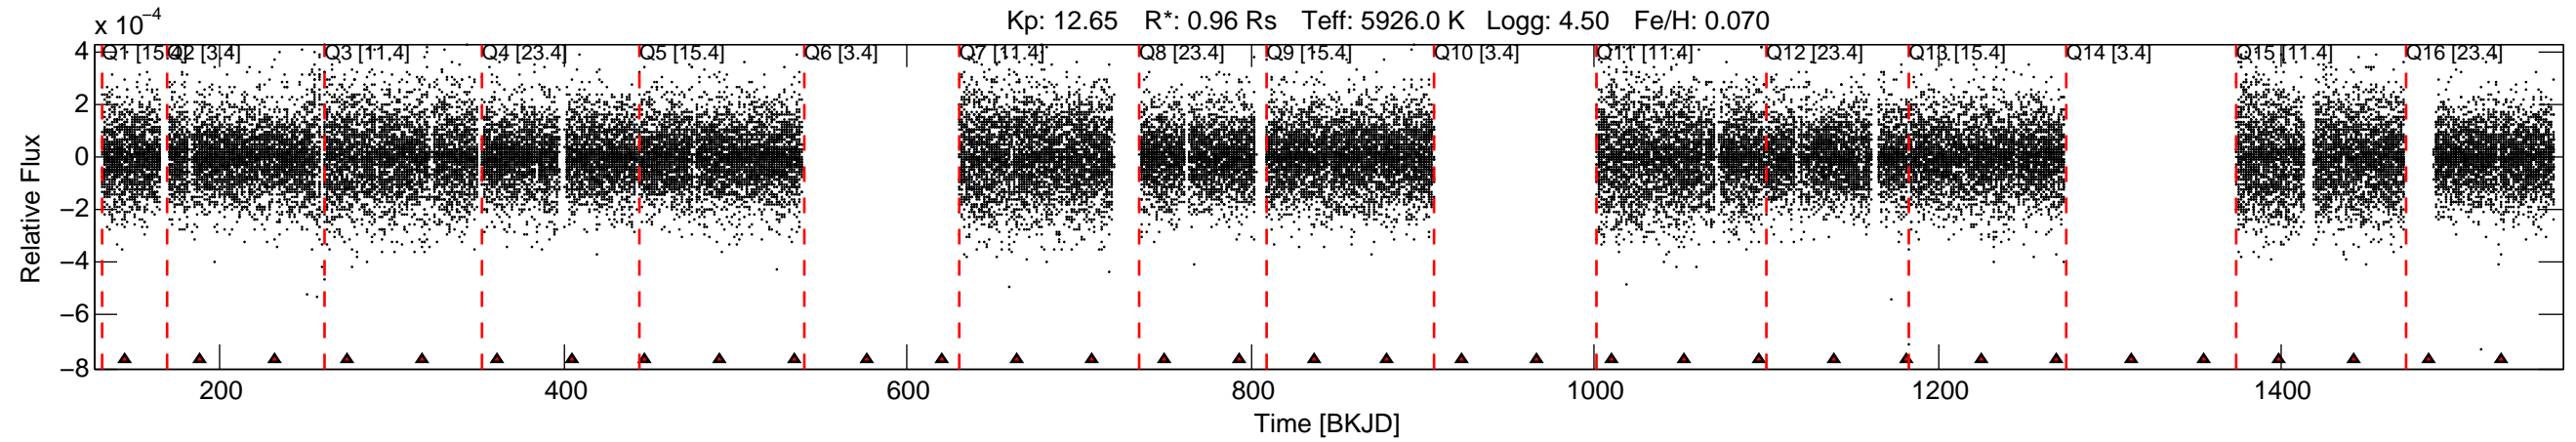 Kp: 12.65 R*: 0.96 Rs Teff: 5926.0 K Logg: 4.50 Fe/H: 0.070
x 10−4
Q1 [15.4] Q2 [3.4] Q3 [11.4] Q4 [23.4] Q5 [15.4] Q6 [3.4] Q7 [11.4] Q8 [23.4] Q9 [15.4] Q10 [3.4] Q11 [11.4] Q12 [23.4] Q13 [15.4] Q14 [3.4] Q15 [11.4] Q16 [23.4]
4
2
0
−2
−4
−6
−8
Relative Flux
200 400 600 800 1000 1200 1400
Time [BKJD]